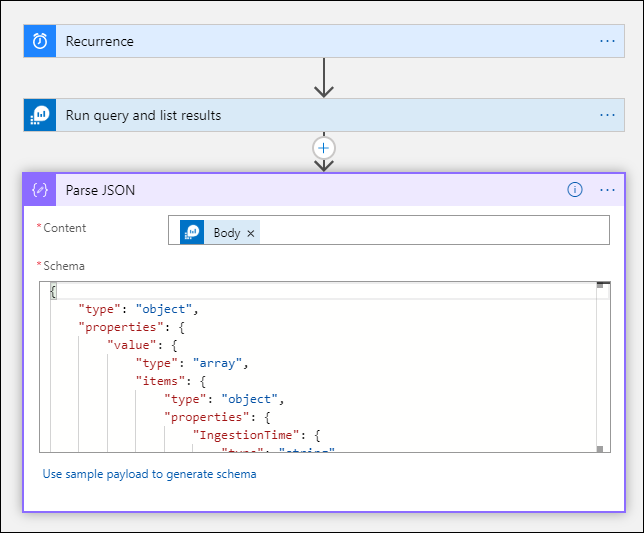 Recurrence
Run query and list results
Parse JSON
* Content
Body ×
* Schema
{
"type": "object",
"properties": {
"value": {
"type": "array",
"items": {
"type": "object",
"properties": {
"IngestionTime": {
"type": "string"
Use sample payload to generate schema